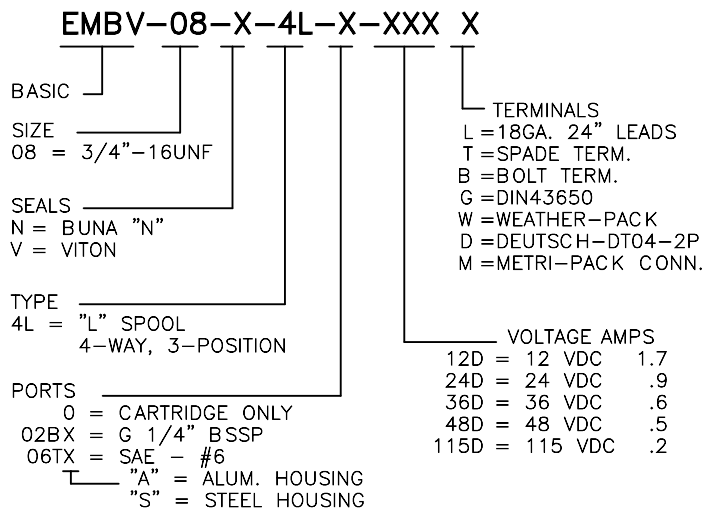 EMBV-08-X-4L-X-XXX X
BASIC
SIZE
08 = 3/4"-16UNF
SEALS
N = BUNA "N"
V = VITON
TYPE
4L = "L" SPOOL
4-WAY, 3-POSITION
PORTS
0 = CARTRIDGE ONLY
02BX = G 1/4" BSSP
06TX = SAE - #6
"A" = ALUM. HOUSING
"S" = STEEL HOUSING
TERMINALS
L =18GA. 24" LEADS
T =SPADE TERM.
B =BOLT TERM.
G =DIN43650
W =WEATHER-PACK
D =DEUTSCH-DT04-2P
M =METRI-PACK CONN.
VOLTAGE AMPS
12D = 12 VDC 1.7
24D = 24 VDC .9
36D = 36 VDC .6
48D = 48 VDC .5
115D = 115 VDC .2